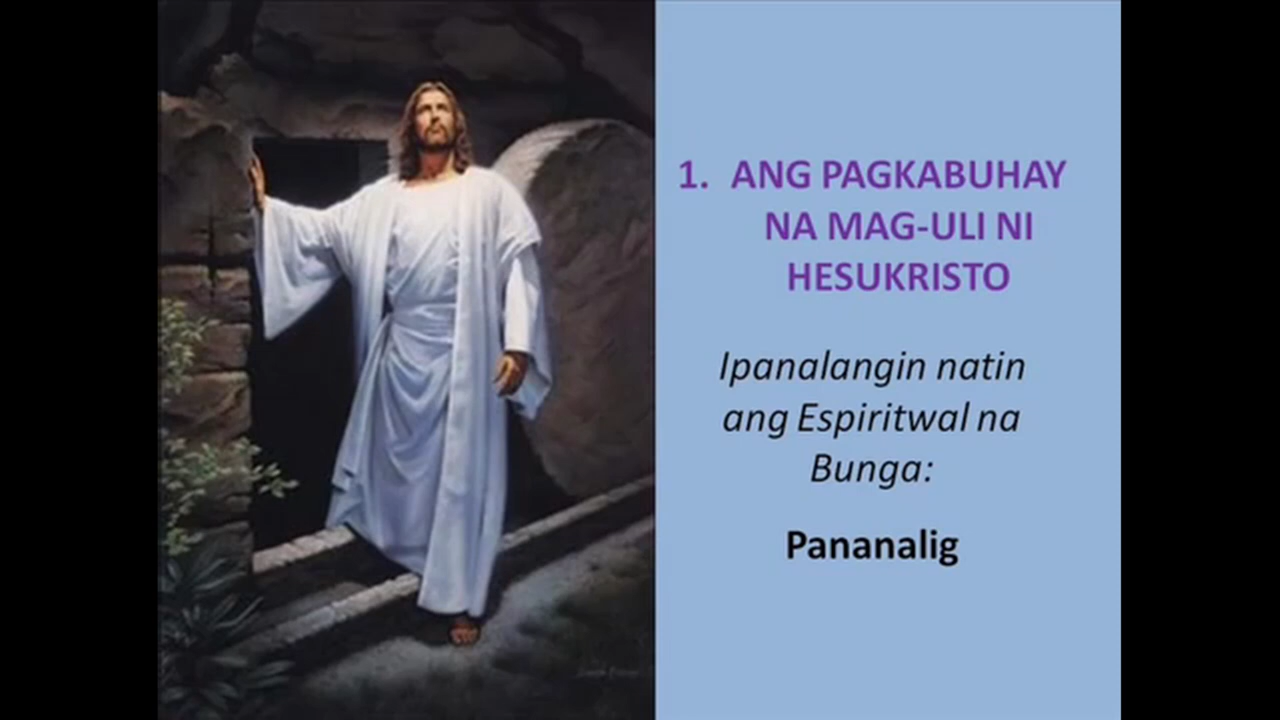 1. ANG PAGKABUHAY
NA MAG-ULI NI
HESUKRISTO
Ipanalangin natin
ang Espiritwal na
Bunga:
Pananalig